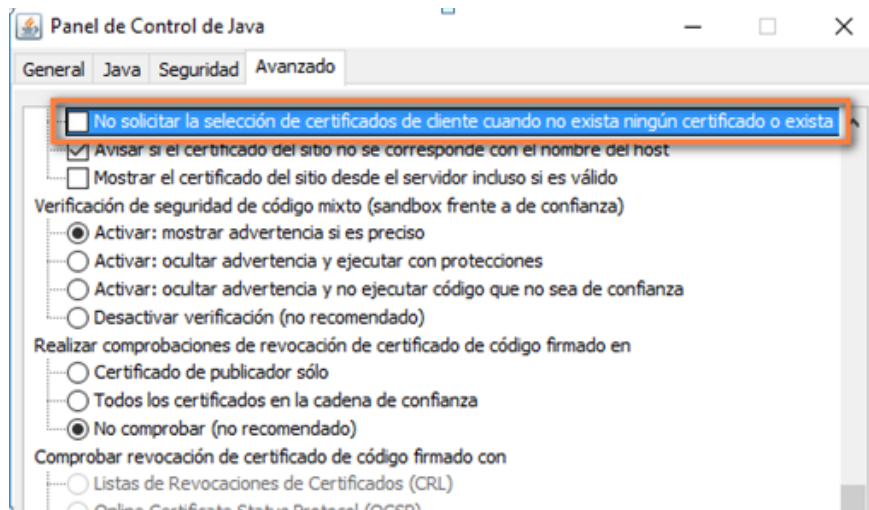 Panel de Control de Java
General Java Seguridad Avanzado
No solicitar la selección de certificados de cliente cuando no exista ningún certificado o exista
Avisar si el certificado del sitio no se corresponde con el nombre del host
Mostrar el certificado del sitio desde el servidor incluso si es válido
Verificación de seguridad de código mixto (sandbox frente a de confianza)
Activar: mostrar advertencia si es preciso
Activar: ocultar advertencia y ejecutar con protecciones
Activar: ocultar advertencia y no ejecutar código que no sea de confianza
Desactivar verificación (no recomendado)
Realizar comprobaciones de revocación de certificado de código firmado en
Certificado de publicador sólo
Todos los certificados en la cadena de confianza
No comprobar (no recomendado)
Comprobar revocación de certificado de código firmado con
Listas de Revocaciones de Certificados (CRL)
Online Certificate Status Protocol (OCSP)